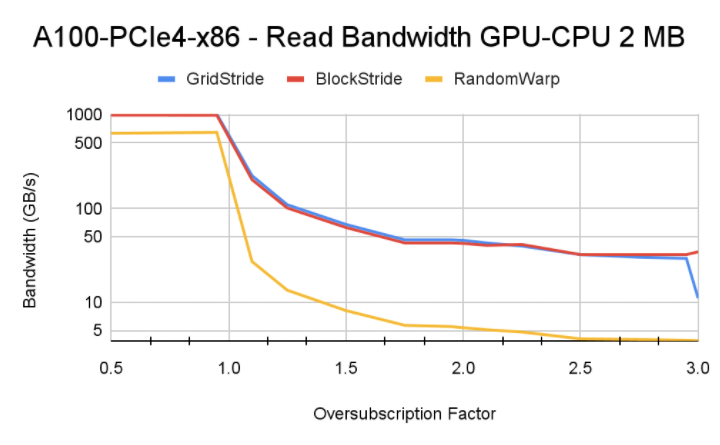 A100-PCIe4-x86 - Read Bandwidth GPU-CPU 2 MB
GridStride BlockStride RandomWarp
Bandwidth (GB/s)
1000
500
100
50
10
5
0.5 1.0 1.5 2.0 2.5 3.0
Oversubscription Factor